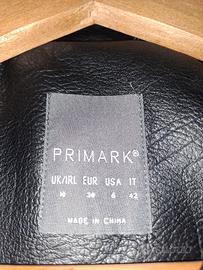 PRIMARK®
UK/IRL EUR USA IT
10 38 6 42
MADE IN CHINA